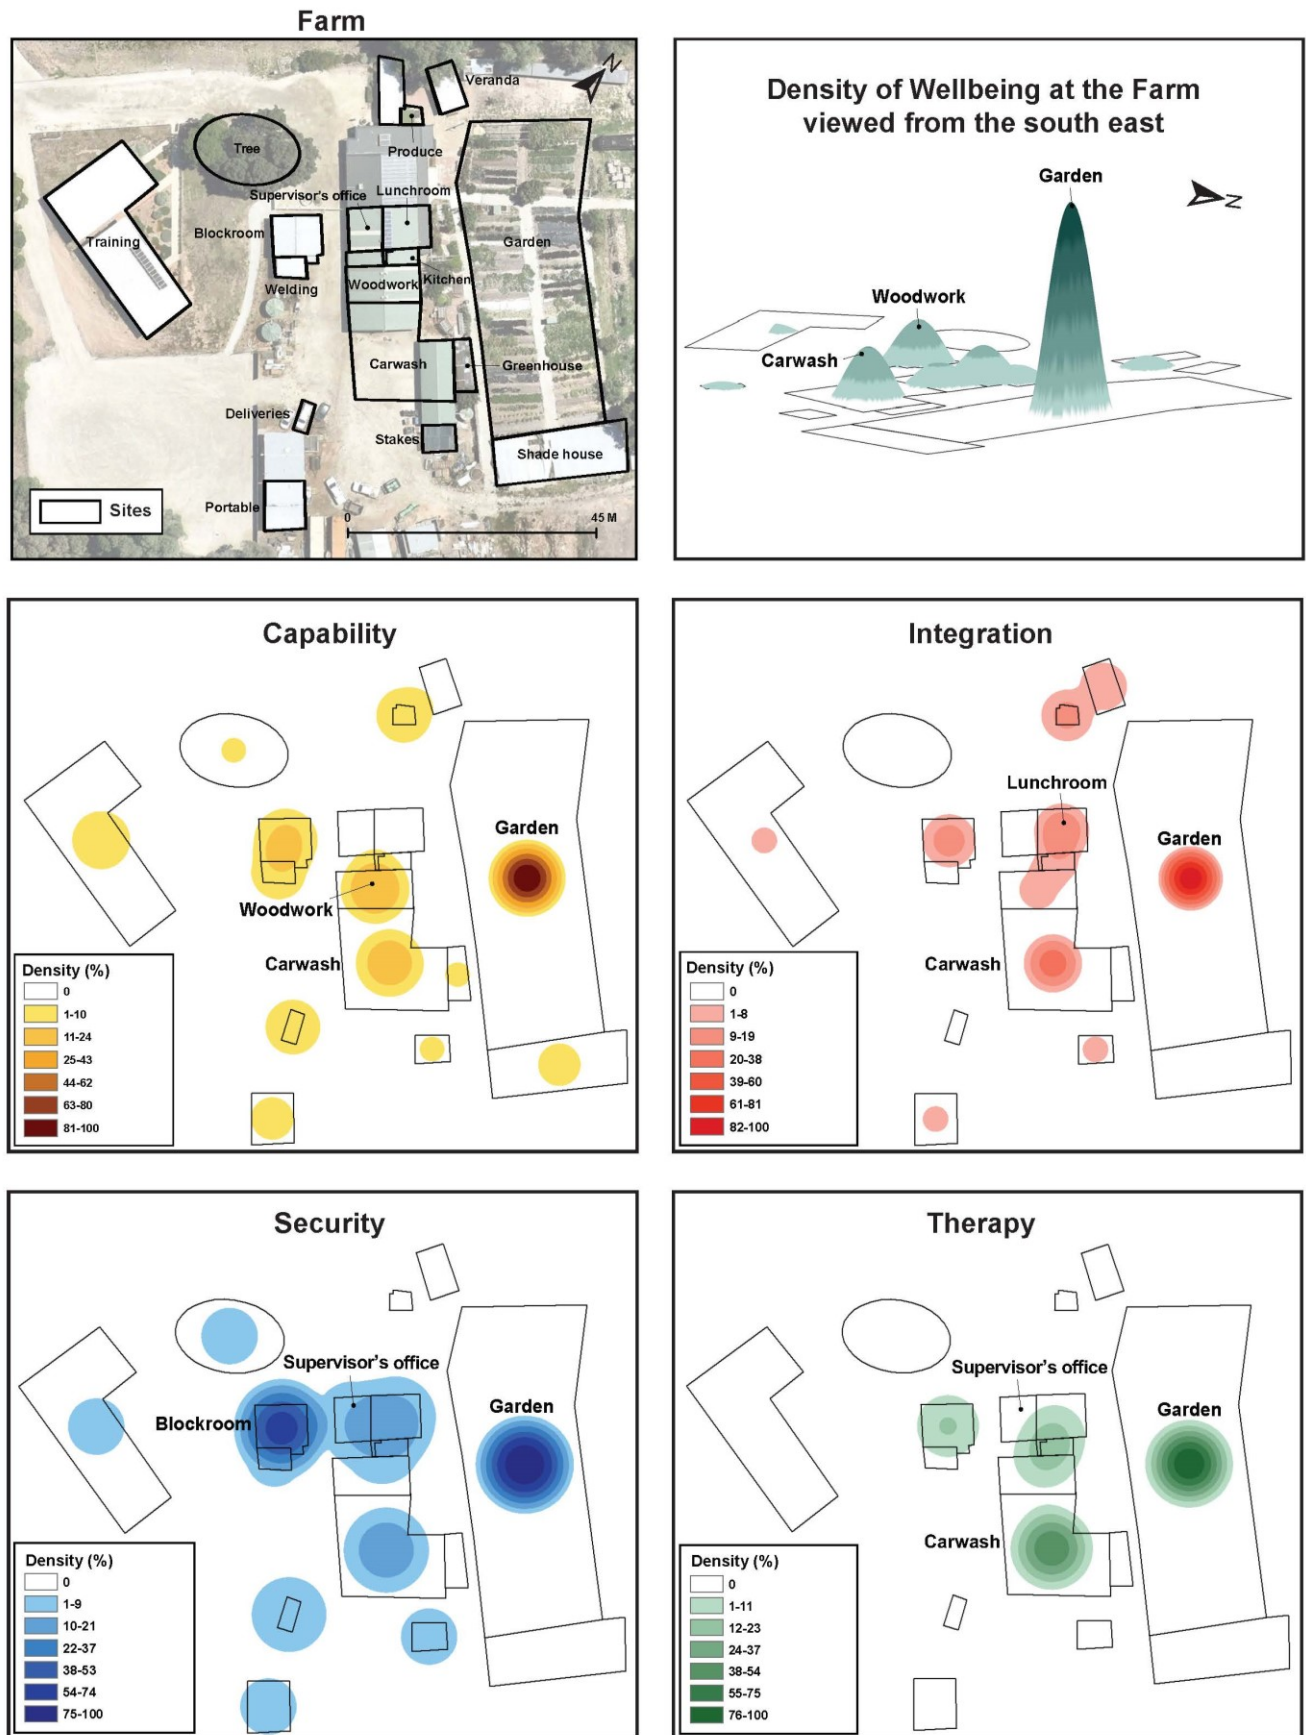 Farm
N
Veranda
Tree
Produce
Supervisor's office
Lunchroom
Training
Blockroom
Garden
Kitchen
Welding
Woodwork
Carwash
Greenhouse
Deliveries
Stakes
Shade house
Portable
Sites
0
45 M
Density of Wellbeing at the Farm
viewed from the south east
Garden
N
Woodwork
Carwash
Capability
Garden
Woodwork
Carwash
Density (%)
0
1-10
11-24
25-43
44-62
63-80
81-100
Integration
Lunchroom
Garden
Carwash
Density (%)
0
1-8
9-19
20-38
39-60
61-81
82-100
Security
Supervisor's office
Blockroom
Garden
Density (%)
0
1-9
10-21
22-37
38-53
54-74
75-100
Therapy
Supervisor's office
Garden
Carwash
Density (%)
0
1-11
12-23
24-37
38-54
55-75
76-100